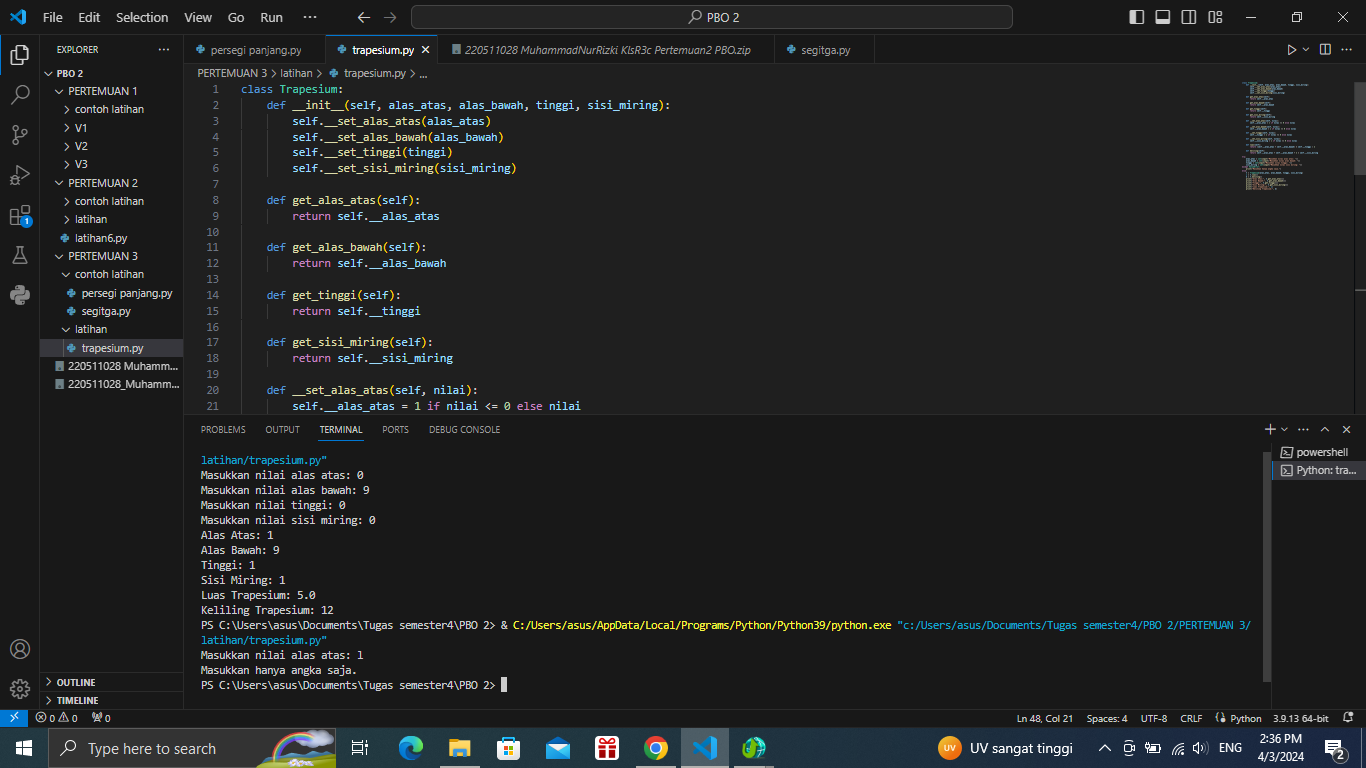 File Edit Selection View Go Run ··· PBO 2
EXPLORER ···
PBO 2
PERTEMUAN 1
contoh latihan
V1
V2
V3
PERTEMUAN 2
contoh latihan
latihan
latihan6.py
PERTEMUAN 3
contoh latihan
persegi panjang.py
segitga.py
latihan
trapesium.py
220511028 Muhamm...
220511028_Muhamm...
OUTLINE
TIMELINE
persegi panjang.py trapesium.py 220511028 MuhammadNurRizki KlsR3c Pertemuan2 PBO.zip segitga.py
PERTEMUAN 3 > latihan > trapesium.py > ...
1 class Trapesium:
2 def __init__(self, alas_atas, alas_bawah, tinggi, sisi_miring):
3 self.__set_alas_atas(alas_atas)
4 self.__set_alas_bawah(alas_bawah)
5 self.__set_tinggi(tinggi)
6 self.__set_sisi_miring(sisi_miring)
7
8 def get_alas_atas(self):
9 return self.__alas_atas
10
11 def get_alas_bawah(self):
12 return self.__alas_bawah
13
14 def get_tinggi(self):
15 return self.__tinggi
16
17 def get_sisi_miring(self):
18 return self.__sisi_miring
19
20 def __set_alas_atas(self, nilai):
21 self.__alas_atas = 1 if nilai <= 0 else nilai
PROBLEMS OUTPUT TERMINAL PORTS DEBUG CONSOLE
latihan/trapesium.py"
Masukkan nilai alas atas: 0
Masukkan nilai alas bawah: 9
Masukkan nilai tinggi: 0
Masukkan nilai sisi miring: 0
Alas Atas: 1
Alas Bawah: 9
Tinggi: 1
Sisi Miring: 1
Luas Trapesium: 5.0
Keliling Trapesium: 12
PS C:\Users\asus\Documents\Tugas semester4\PBO 2> & C:/Users/asus/AppData/Local/Programs/Python/Python39/python.exe "c:/Users/asus/Documents/Tugas semester4/PBO 2/PERTEMUAN 3/
latihan/trapesium.py"
Masukkan nilai alas atas: l
Masukkan hanya angka saja.
PS C:\Users\asus\Documents\Tugas semester4\PBO 2>
powershell
Python: tra...
1
0 0 0 Ln 48, Col 21 Spaces: 4 UTF-8 CRLF Python 3.9.13 64-bit
Type here to search UV UV sangat tinggi ENG 2:36 PM
4/3/2024 2